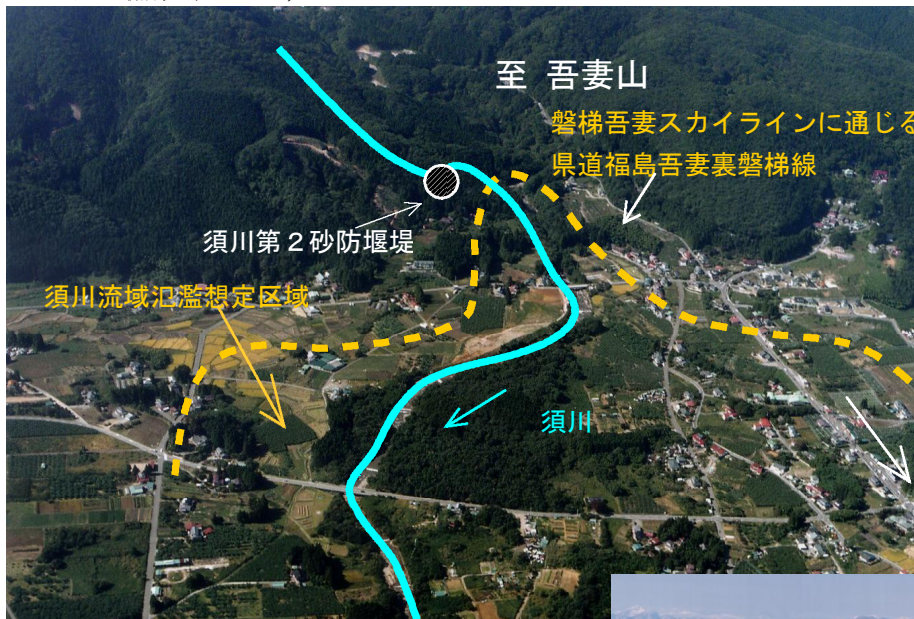 至 吾妻山
磐梯吾妻スカイラインに通じる
県道福島吾妻裏磐梯線
須川第２砂防堰堤
須川流域氾濫想定区域
須川